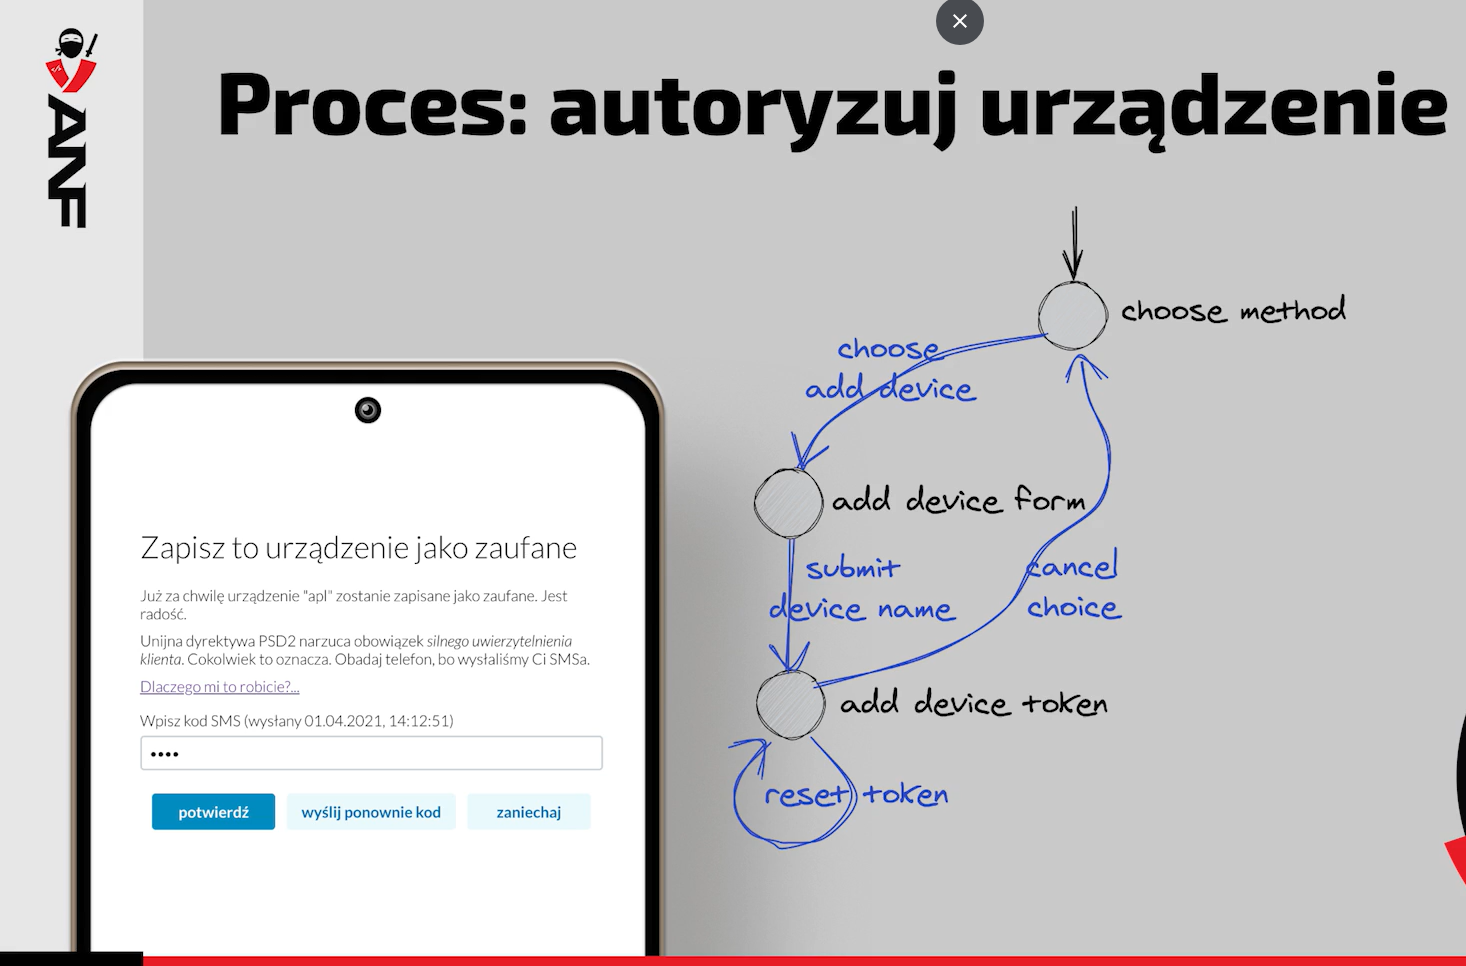 ANF
Proces: autoryzuj urządzenie
choose method
choose
add device
add device form
submit
device name
cancel
choice
add device token
reset token
Zapisz to urządzenie jako zaufane
Już za chwilę urządzenie "apl" zostanie zapisane jako zaufane. Jest
radość.
Unijna dyrektywa PSD2 narzuca obowiązek silnego uwierzytelnienia
klienta. Cokolwiek to oznacza. Obadaj telefon, bo wysłaliśmy Ci SMSa.
Dlaczego mi to robicie?...
Wpisz kod SMS (wysłany 01.04.2021, 14:12:51)
••••
potwierdź wyślij ponownie kod zaniechaj